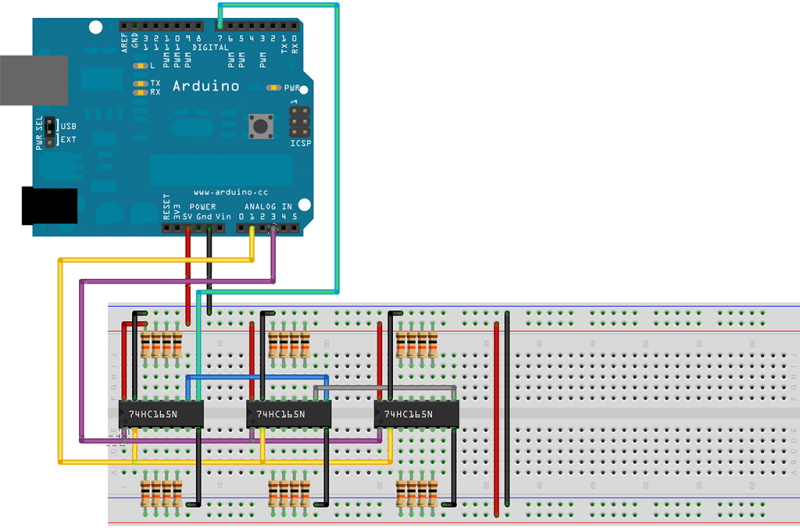 AREF
GND
13
12
11
10
9
8
7
6
5
4
3
2
TX 1
RX 0
PWM
PWM
PWM
PWM
PWM
PWM
DIGITAL
L
TX
RX
Arduino
PWR
1
ICSP
PWR SEL
USB
EXT
www.arduino.cc
POWER
ANALOG IN
RESET
3V3
5V Gnd Vin
0 1 2 3 4 5
74HC165N
74HC165N
74HC165N